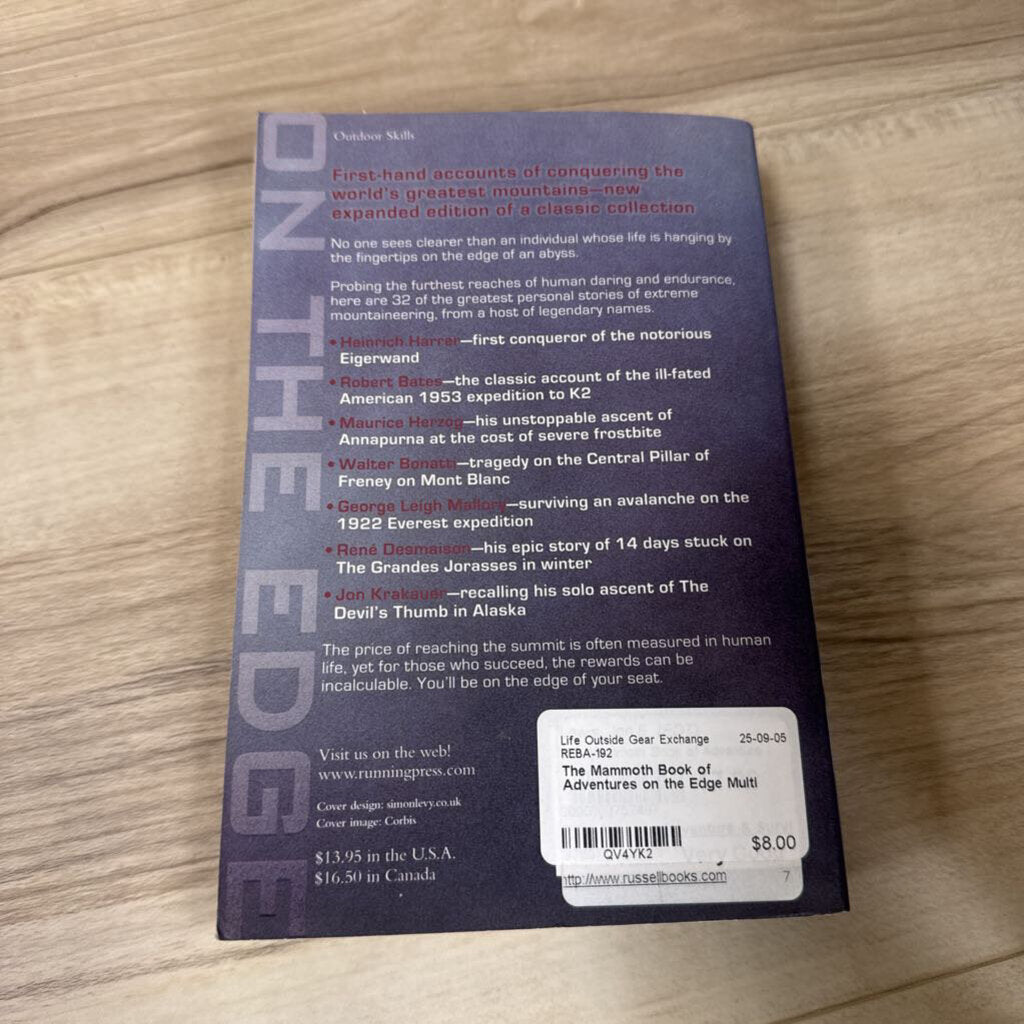 ON THE EDGE
Outdoor Skills
First-hand accounts of conquering the
world's greatest mountains—new
expanded edition of a classic collection
No one sees clearer than an individual whose life is hanging by
the fingertips on the edge of an abyss.
Probing the furthest reaches of human daring and endurance,
here are 32 of the greatest personal stories of extreme
mountaineering, from a host of legendary names.
• Heinrich Harrer—first conqueror of the notorious
Eigerwand
• Robert Bates—the classic account of the ill-fated
American 1953 expedition to K2
• Maurice Herzog—his unstoppable ascent of
Annapurna at the cost of severe frostbite
• Walter Bonatti—tragedy on the Central Pillar of
Freney on Mont Blanc
• George Leigh Mallory—surviving an avalanche on the
1922 Everest expedition
• René Desmaison—his epic story of 14 days stuck on
The Grandes Jorasses in winter
• Jon Krakauer—recalling his solo ascent of The
Devil's Thumb in Alaska
The price of reaching the summit is often measured in human
life, yet for those who succeed, the rewards can be
incalculable. You'll be on the edge of your seat.
Visit us on the web!
www.runningpress.com
Cover design: simonlevy.co.uk
Cover image: Corbis
$13.95 in the U.S.A.
$16.50 in Canada
Life Outside Gear Exchange 25-09-05
REBA-192
The Mammoth Book of
Adventures on the Edge Multi
QV4YK2
$8.00
http://www.russellbooks.com 7